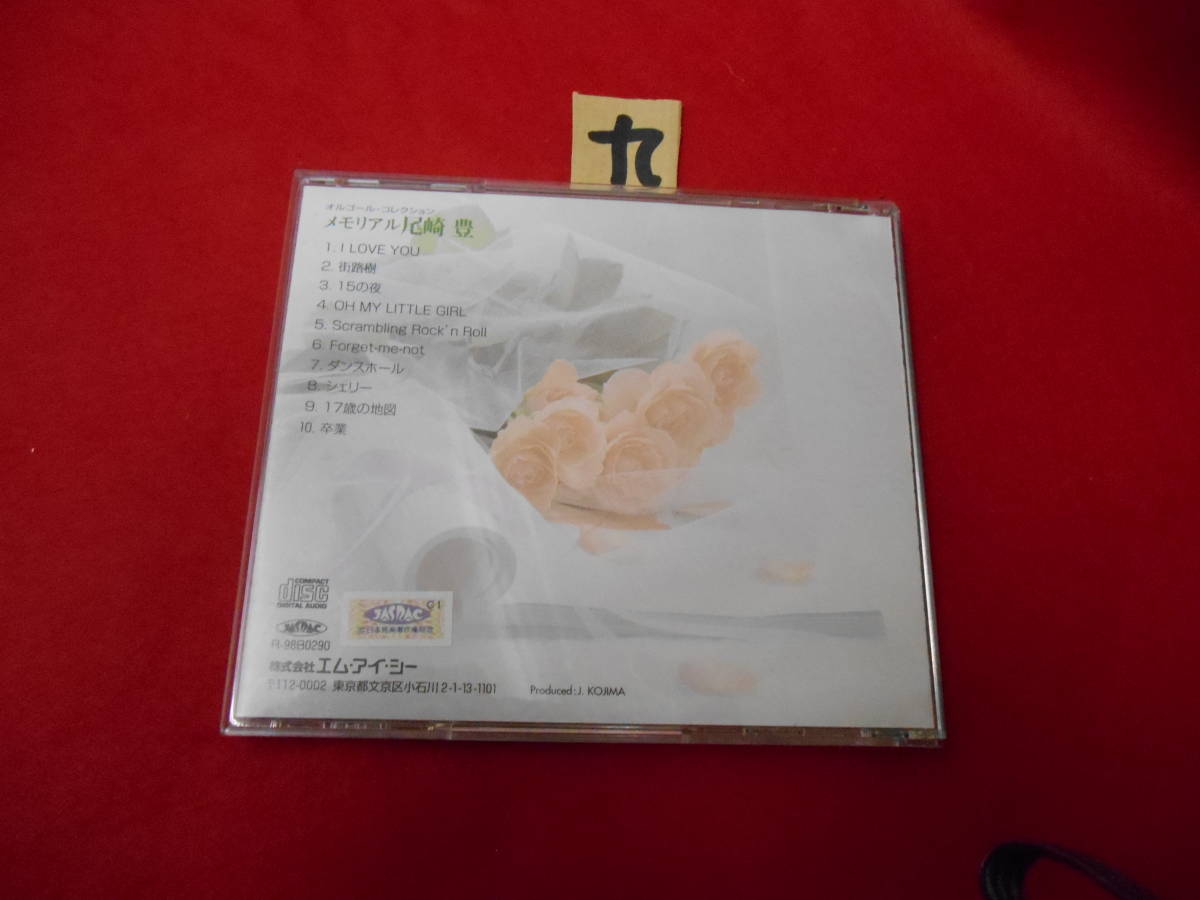 カ
オルゴール・コレクション
メモリアル尾崎 豊
1. I LOVE YOU
2. 街路樹
3. 15の夜
4. OH MY LITTLE GIRL
5. Scrambling Rock'n Roll
6. Forget-me-not
7. ダンスホール
8. シェリー
9. 17歳の地図
10. 卒業
COMPACT
disc
DIGITAL AUDIO
JASRAC
R-98B0290
JASRAC
株式会社エム・アイ・シー
〒112-0002 東京都文京区小石川2-1-13-1101
Produced: J. KOJIMA